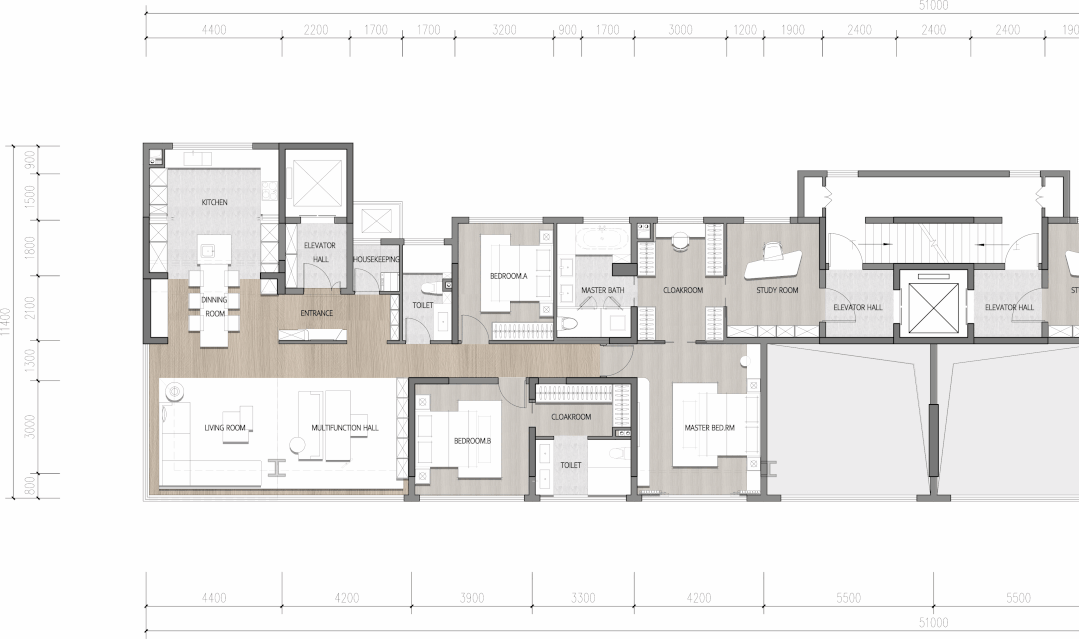 51000
4400 2200 1700 1700 3200 900 1700 3000 1200 1900 2400 2400 2400
11400
900
1500
1800
2100
1300
3000
800
KITCHEN
ELEVATOR
HALL
HOUSEKEEPING
BEDROOM.A
MASTER BATH
CLOAKROOM
STUDY ROOM
DINNING
ROOM
ENTRANCE
TOILET
ELEVATOR HALL
ELEVATOR HALL
LIVING ROOM
MULTIFUNCTION HALL
BEDROOM.B
CLOAKROOM
TOILET
MASTER BED.RM
4400 4200 3900 3300 4200 5500 5500
51000